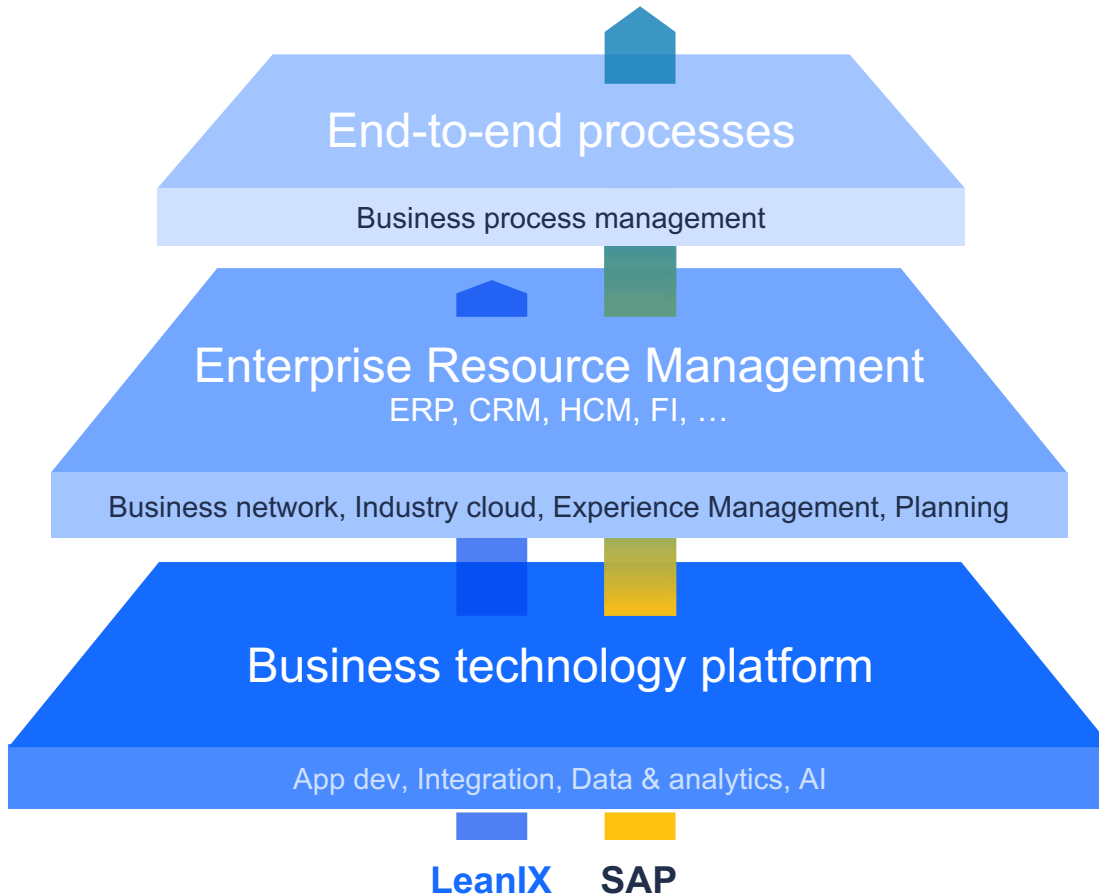 End-to-end processes
Business process management
Enterprise Resource Management
ERP, CRM, HCM, FI, …
Business network, Industry cloud, Experience Management, Planning
Business technology platform
App dev, Integration, Data & analytics, AI
LeanIX SAP